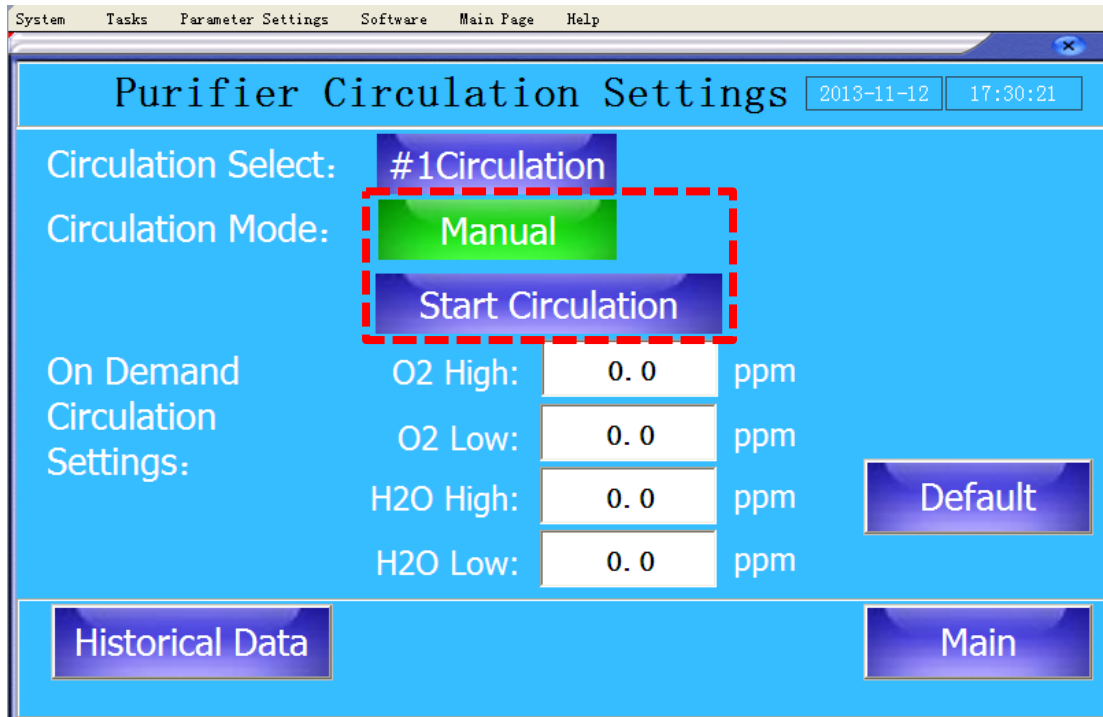 System Tasks Parameter Settings Software Main Page Help
Purifier Circulation Settings 2013-11-12 17:30:21
Circulation Select: #1Circulation
Circulation Mode: Manual
Start Circulation
On Demand
Circulation
Settings:
O2 High: 0.0 ppm
O2 Low: 0.0 ppm
H2O High: 0.0 ppm
H2O Low: 0.0 ppm
Default
Historical Data Main